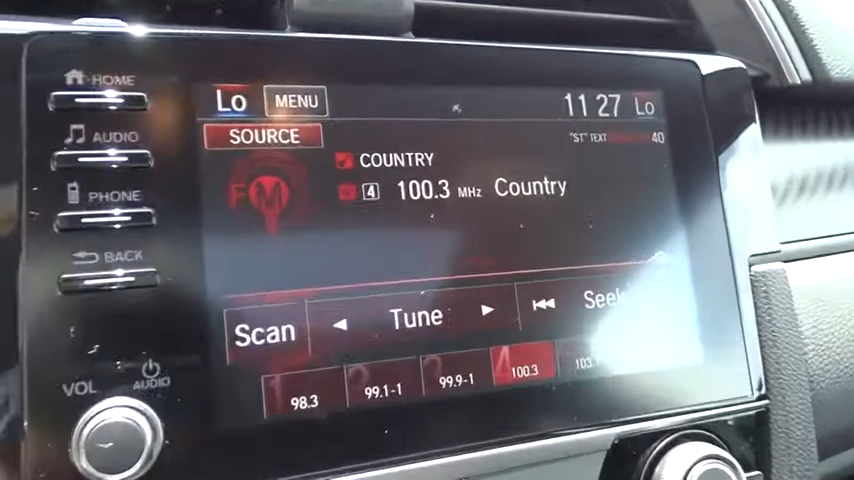 HOME
AUDIO
PHONE
BACK
VOL
AUDIO
Lo
MENU
11 27
Lo
SOURCE
"ST" TEXT
40
FM
COUNTRY
4 100.3 MHz Country
Scan
Tune
Seek
1 98.3
2 99.1-1
3 99.9-1
4 100.3
103.1